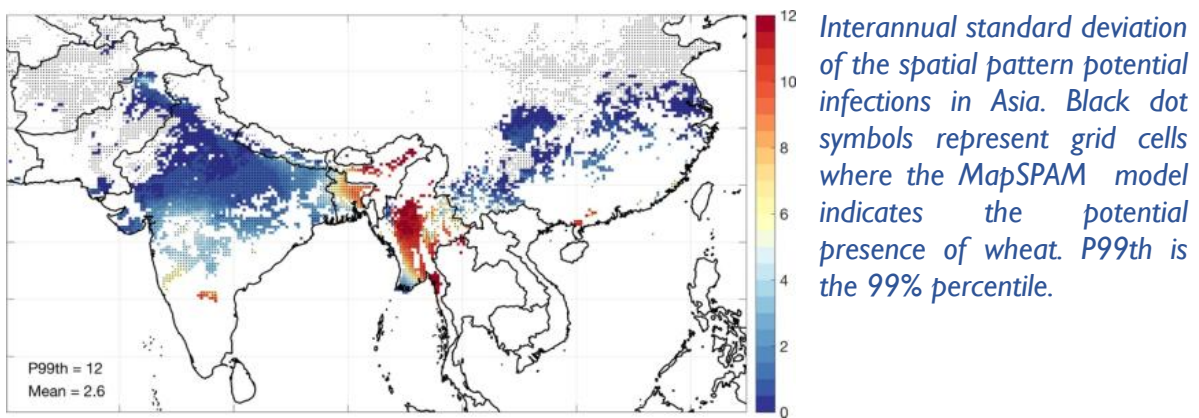 P99th = 12
Mean = 2.6
12
10
8
6
4
2
0
Interannual standard deviation
of the spatial pattern potential
infections in Asia. Black dot
symbols represent grid cells
where the MapSPAM model
indicates the potential
presence of wheat. P99th is
the 99% percentile.